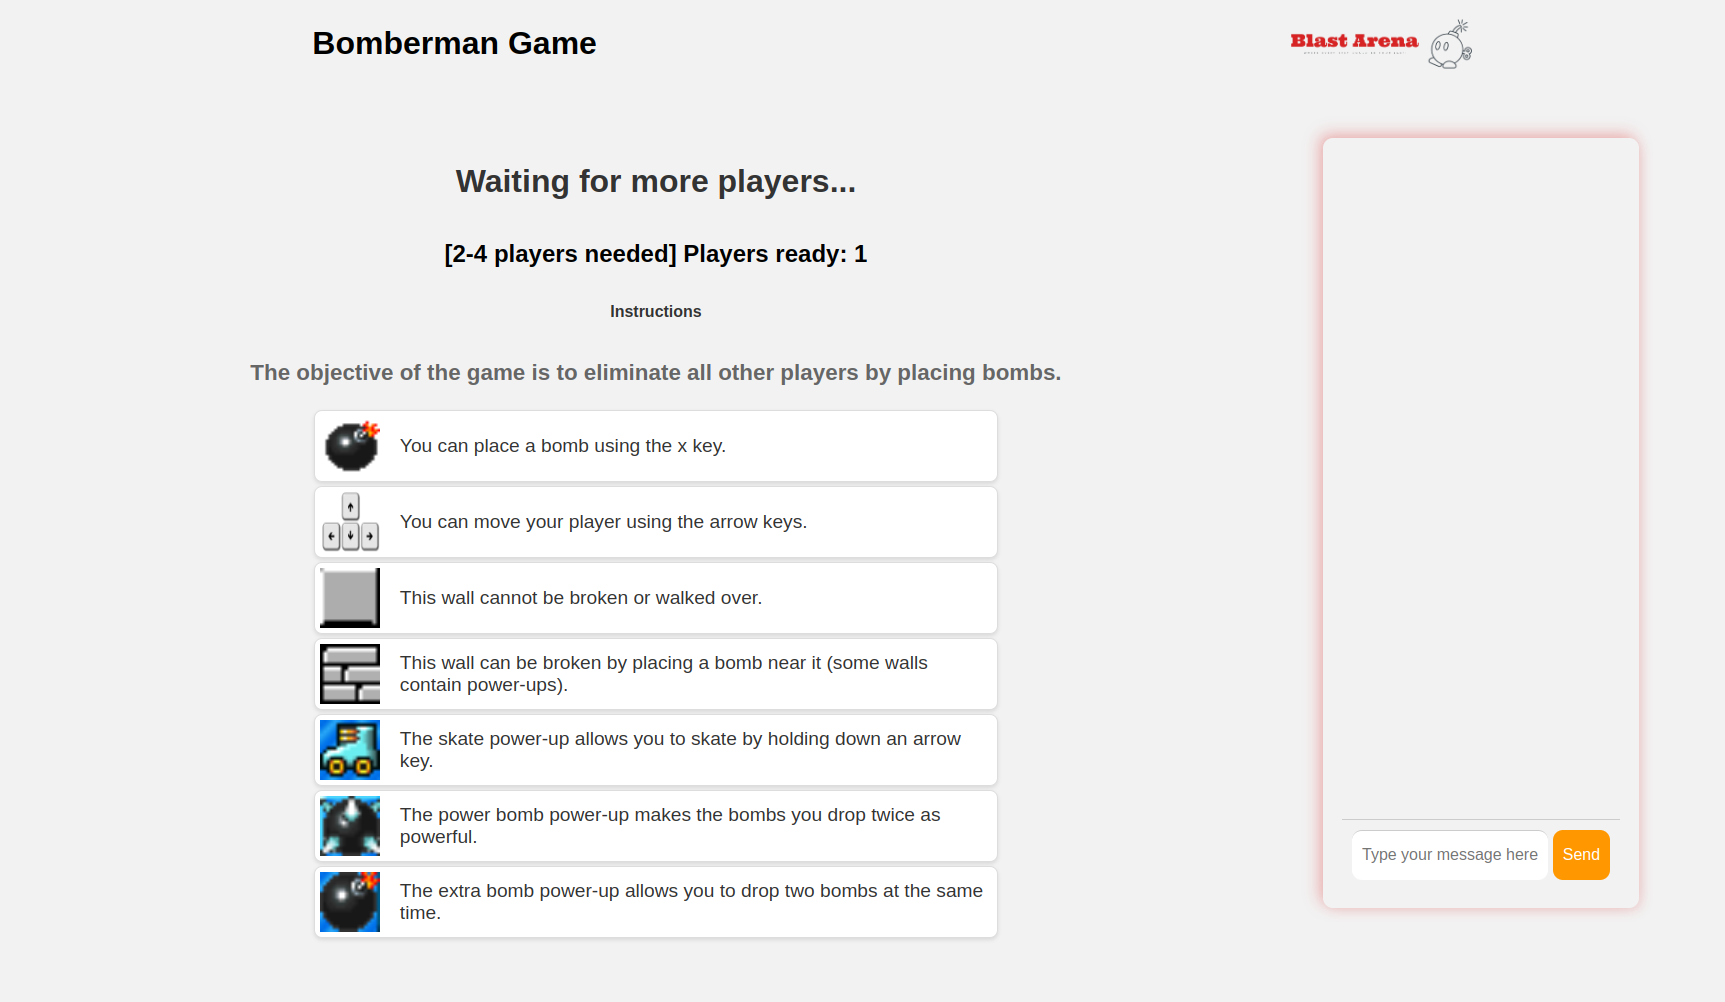 Bomberman Game
Blast Arena
Waiting for more players...
[2-4 players needed] Players ready: 1
Instructions
The objective of the game is to eliminate all other players by placing bombs.
You can place a bomb using the x key.
You can move your player using the arrow keys.
This wall cannot be broken or walked over.
This wall can be broken by placing a bomb near it (some walls
contain power-ups).
The skate power-up allows you to skate by holding down an arrow
key.
The power bomb power-up makes the bombs you drop twice as
powerful.
The extra bomb power-up allows you to drop two bombs at the same
time.
Type your message here
Send